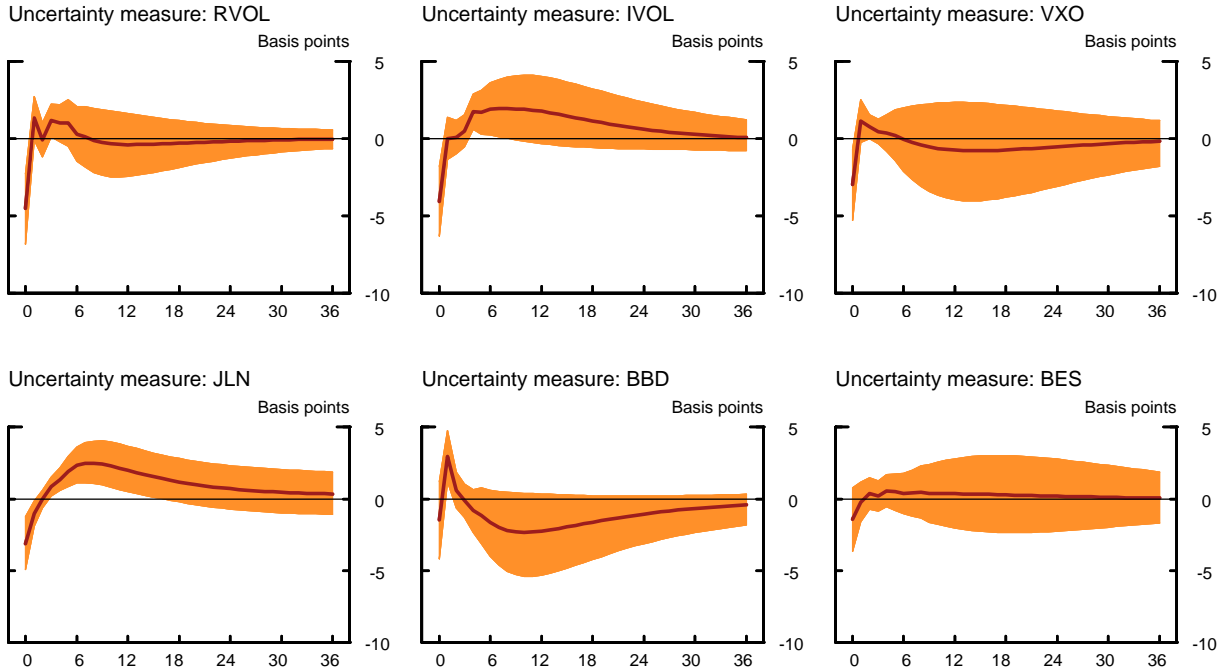 Uncertainty measure: RVOL
Basis points
5
0
-5
-10
0 6 12 18 24 30 36
Uncertainty measure: IVOL
Basis points
5
0
-5
-10
0 6 12 18 24 30 36
Uncertainty measure: VXO
Basis points
5
0
-5
-10
0 6 12 18 24 30 36
Uncertainty measure: JLN
Basis points
5
0
-5
-10
0 6 12 18 24 30 36
Uncertainty measure: BBD
Basis points
5
0
-5
-10
0 6 12 18 24 30 36
Uncertainty measure: BES
Basis points
5
0
-5
-10
0 6 12 18 24 30 36